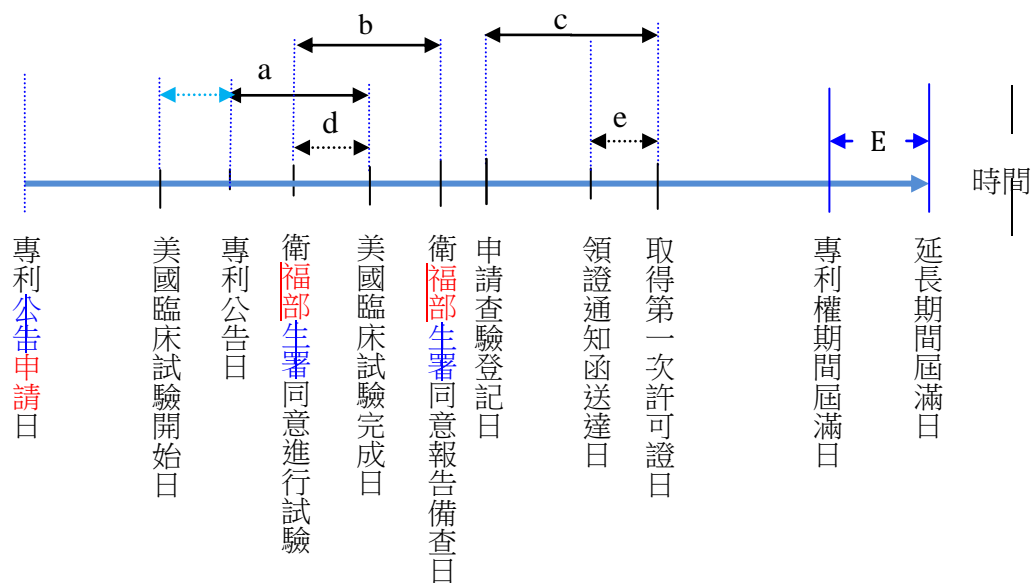 b
c
a
d
e
E
時間
專利公告申請日
美國臨床試驗開始日
專利公告日
衛福部生署同意進行試驗
美國臨床試驗完成日
衛福部生署同意報告備查日
申請查驗登記日
領證通知函送達日
取得第一次許可證日
專利權期間屆滿日
延長期間屆滿日